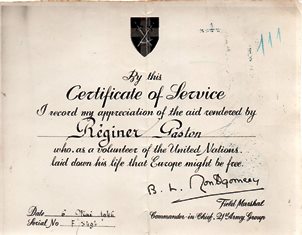 111
By this
Certificate of Service
I record my appreciation of the aid rendered by
Réginer Gaston
who, as a volunteer of the United Nations,
laid down his life that Europe might be free.
B. L. Montgomery
Field Marshal
Commander-in-Chief, 21st Army Group
Date
Serial No